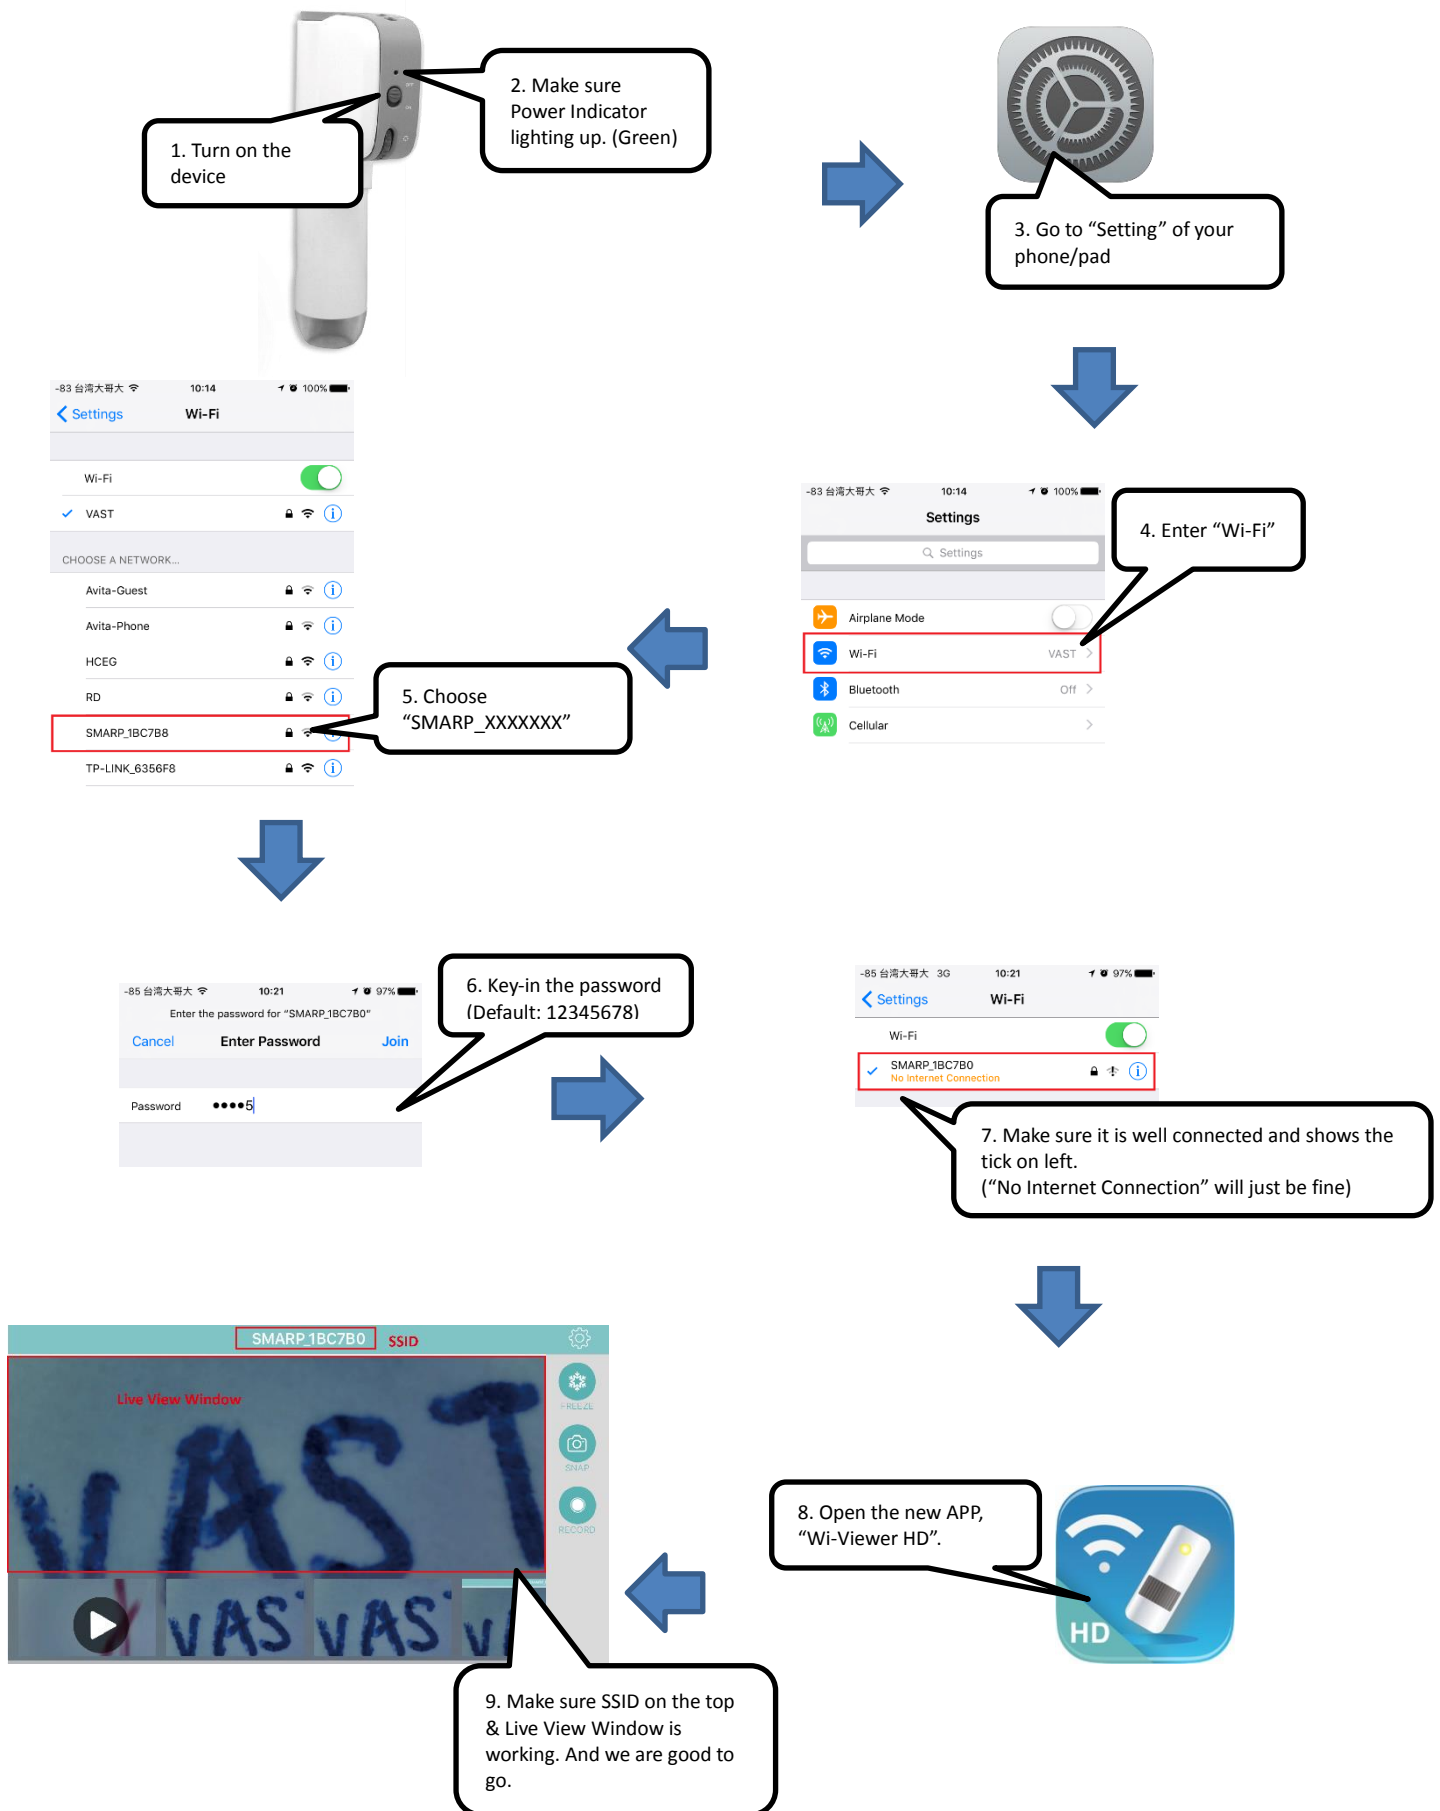 1. Turn on the
device
2. Make sure
Power Indicator
lighting up. (Green)
3. Go to “Setting” of your
phone/pad
-83 台湾大哥大 10:14 100%
Settings
Settings
Airplane Mode
Wi-Fi VAST
Bluetooth Off
Cellular
4. Enter “Wi-Fi”
-83 台湾大哥大 10:14 100%
Settings Wi-Fi
Wi-Fi
VAST
CHOOSE A NETWORK...
Avita-Guest
Avita-Phone
HCEG
RD
SMARP_1BC7B8
TP-LINK_6356F8
5. Choose
“SMARP_XXXXXXX”
-85 台湾大哥大 10:21 97%
Enter the password for “SMARP_1BC7B0”
Cancel Enter Password Join
Password ●●●●5
6. Key-in the password
(Default: 12345678)
-85 台湾大哥大 3G 10:21 97%
Settings Wi-Fi
Wi-Fi
SMARP_1BC7B0
No Internet Connection
7. Make sure it is well connected and shows the
tick on left.
(“No Internet Connection” will just be fine)
8. Open the new APP,
“Wi-Viewer HD”.
HD
SMARP_1BC7B0 SSID
Live View Window
VAST
FREEZE
SNAP
RECORD
VAS
VAS
9. Make sure SSID on the top
& Live View Window is
working. And we are good to
go.